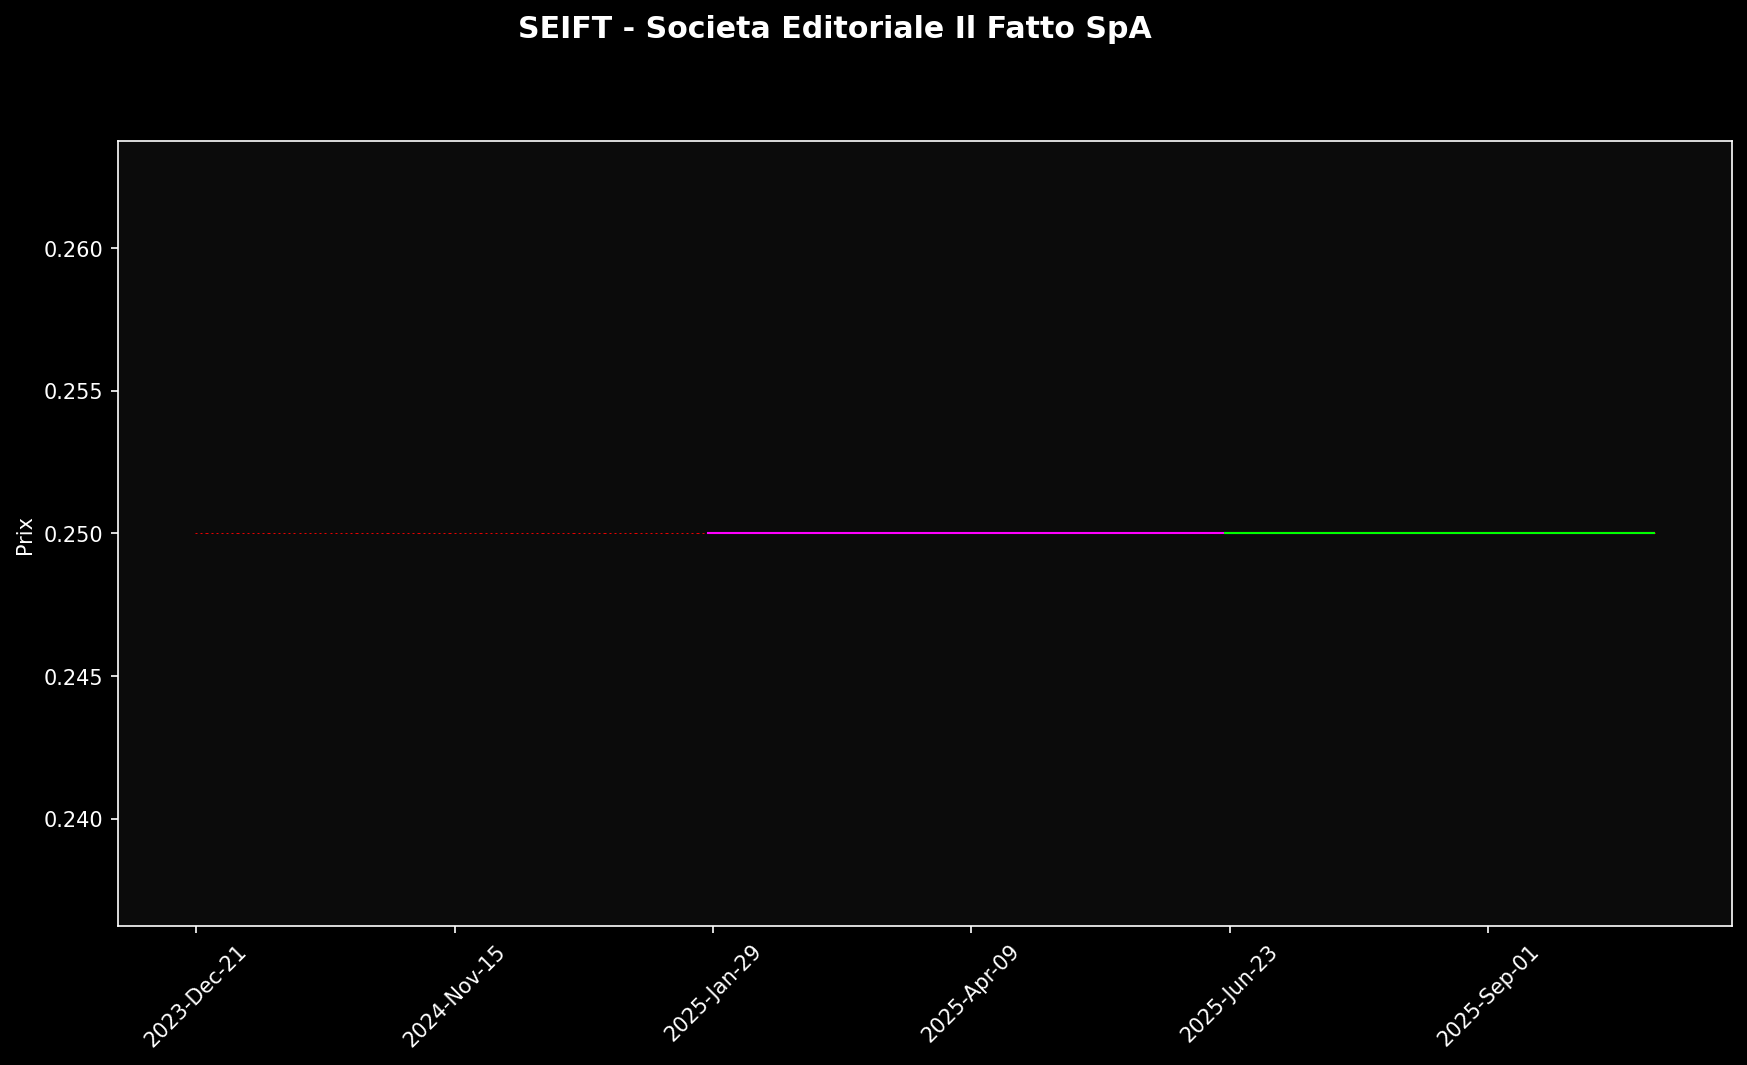 SEIFT - Societa Editoriale Il Fatto SpA
0.260
0.255
0.250
0.245
0.240
Prix
2023-Dec-21
2024-Nov-15
2025-Jan-29
2025-Apr-09
2025-Jun-23
2025-Sep-01